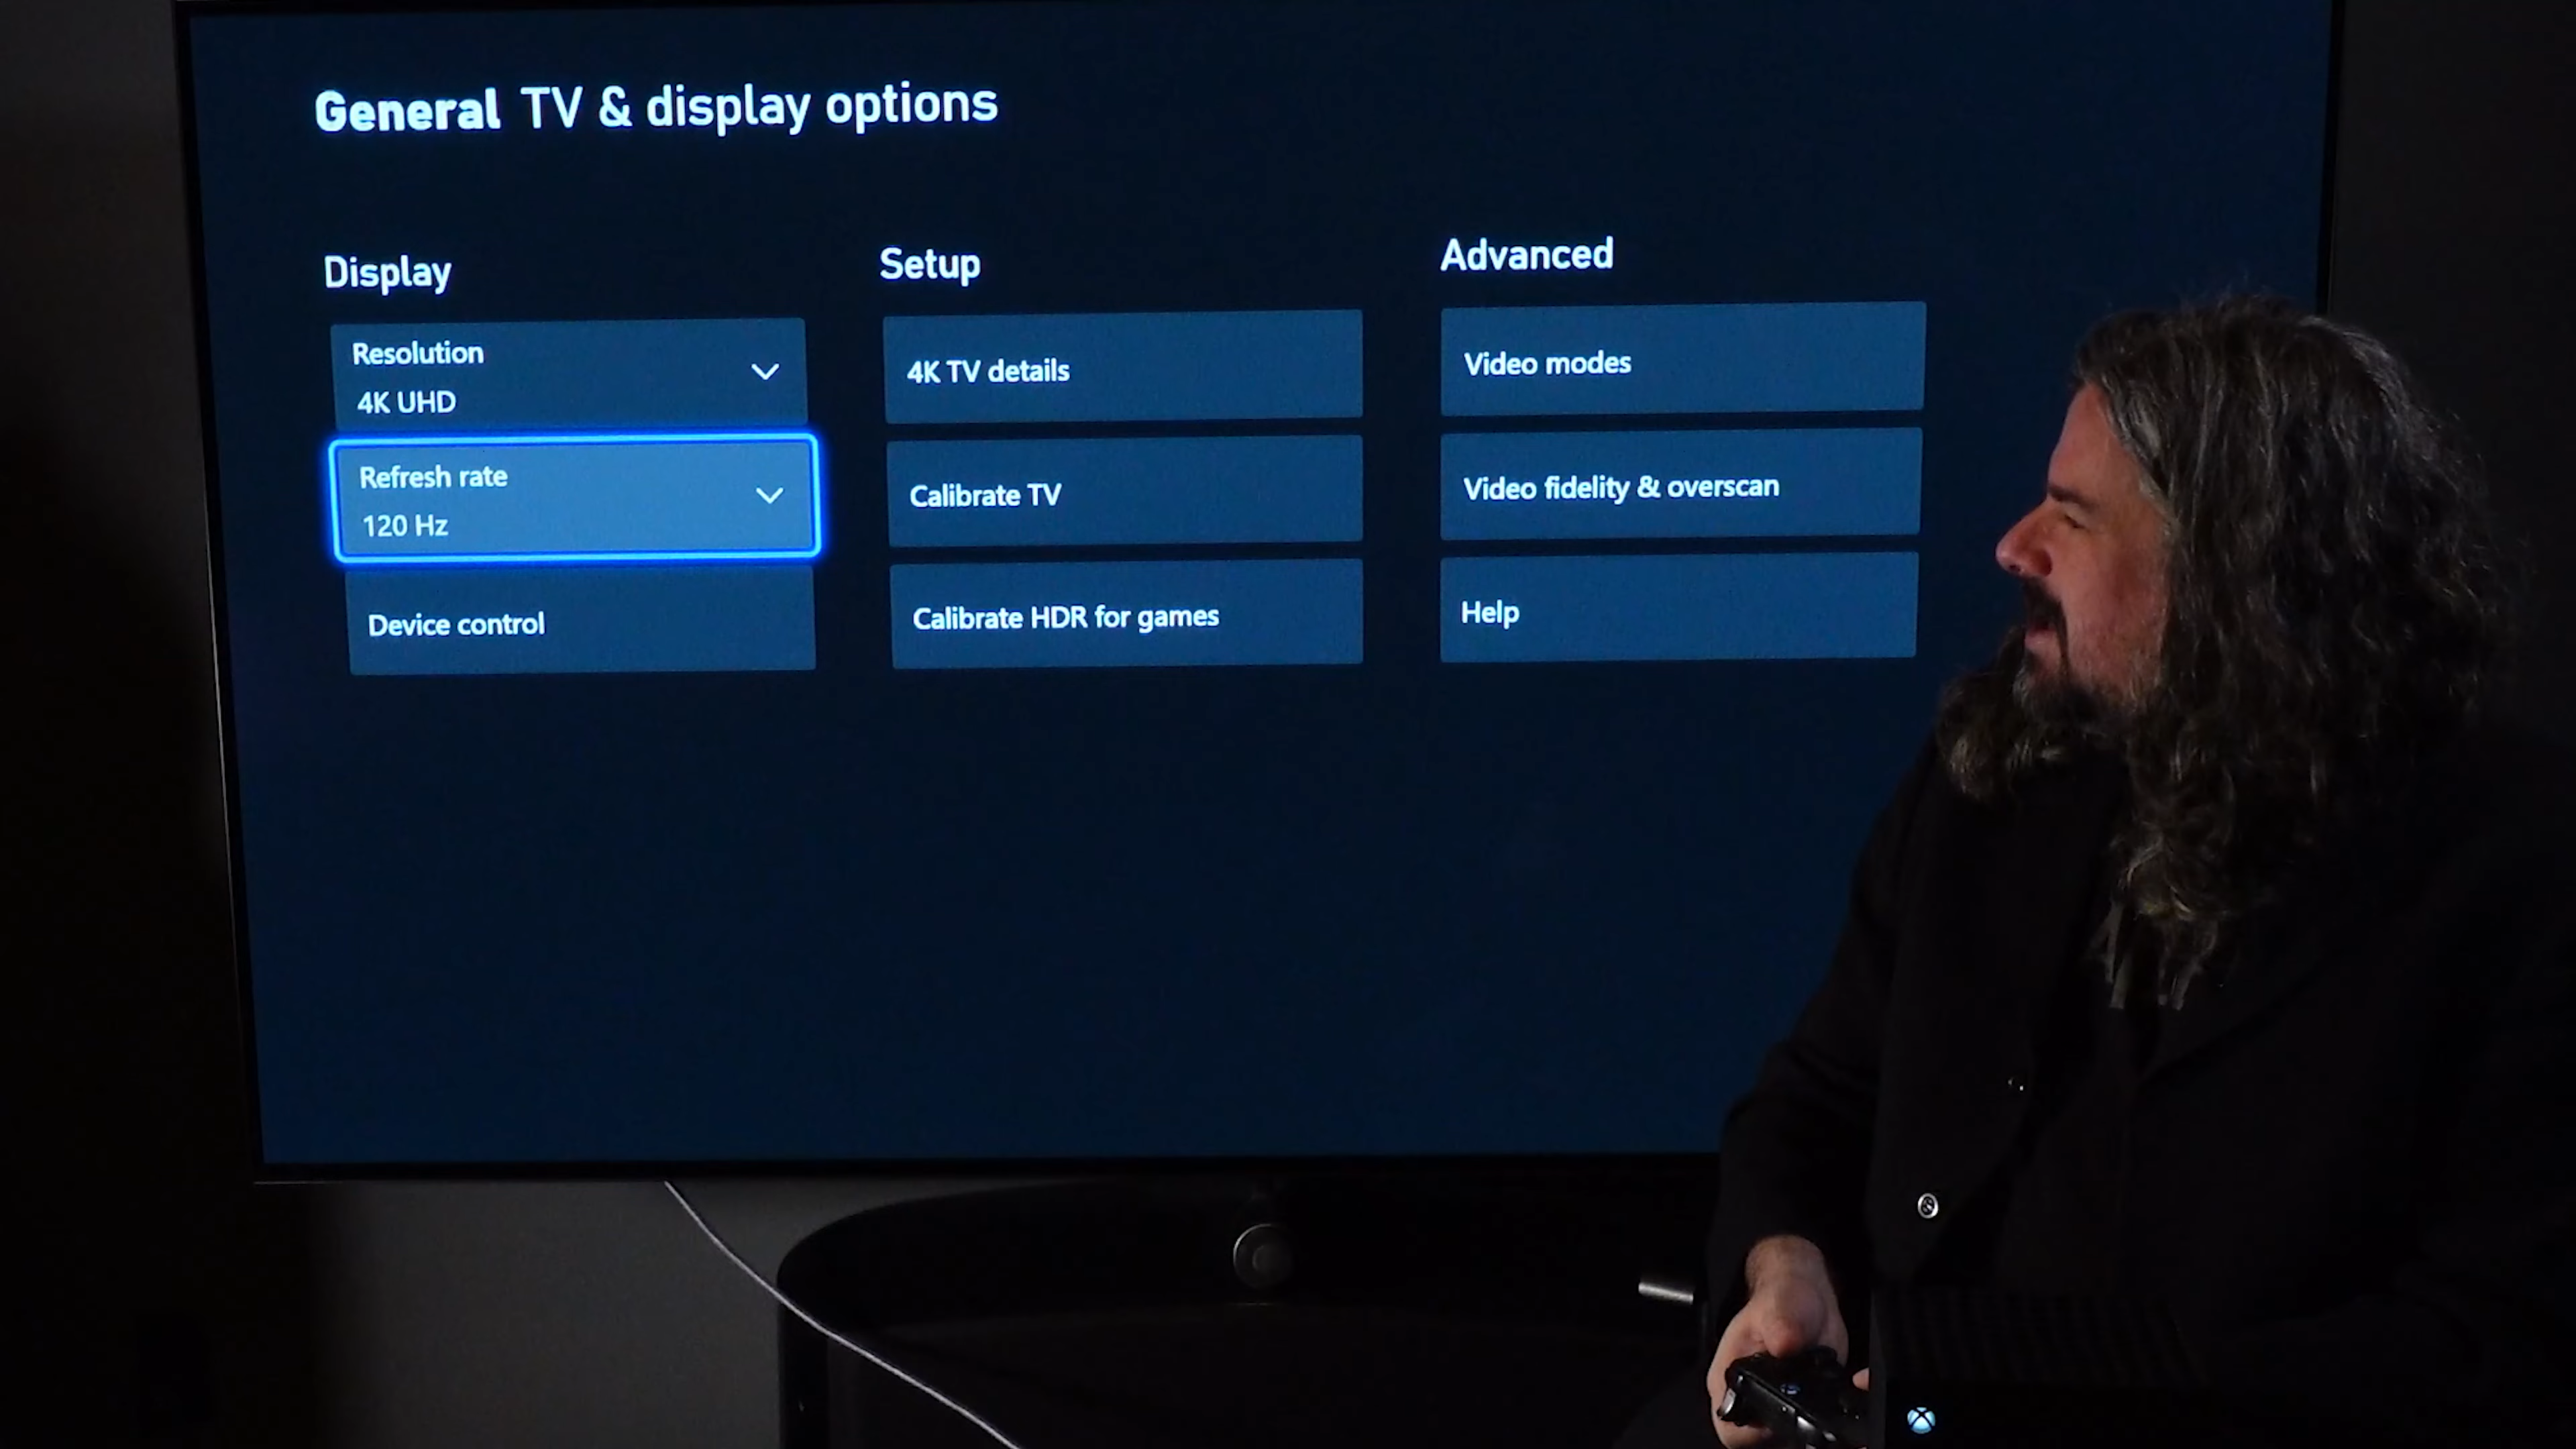 General TV & display options
Display
Resolution
4K UHD
Refresh rate
120 Hz
Device control
Setup
4K TV details
Calibrate TV
Calibrate HDR for games
Advanced
Video modes
Video fidelity & overscan
Help